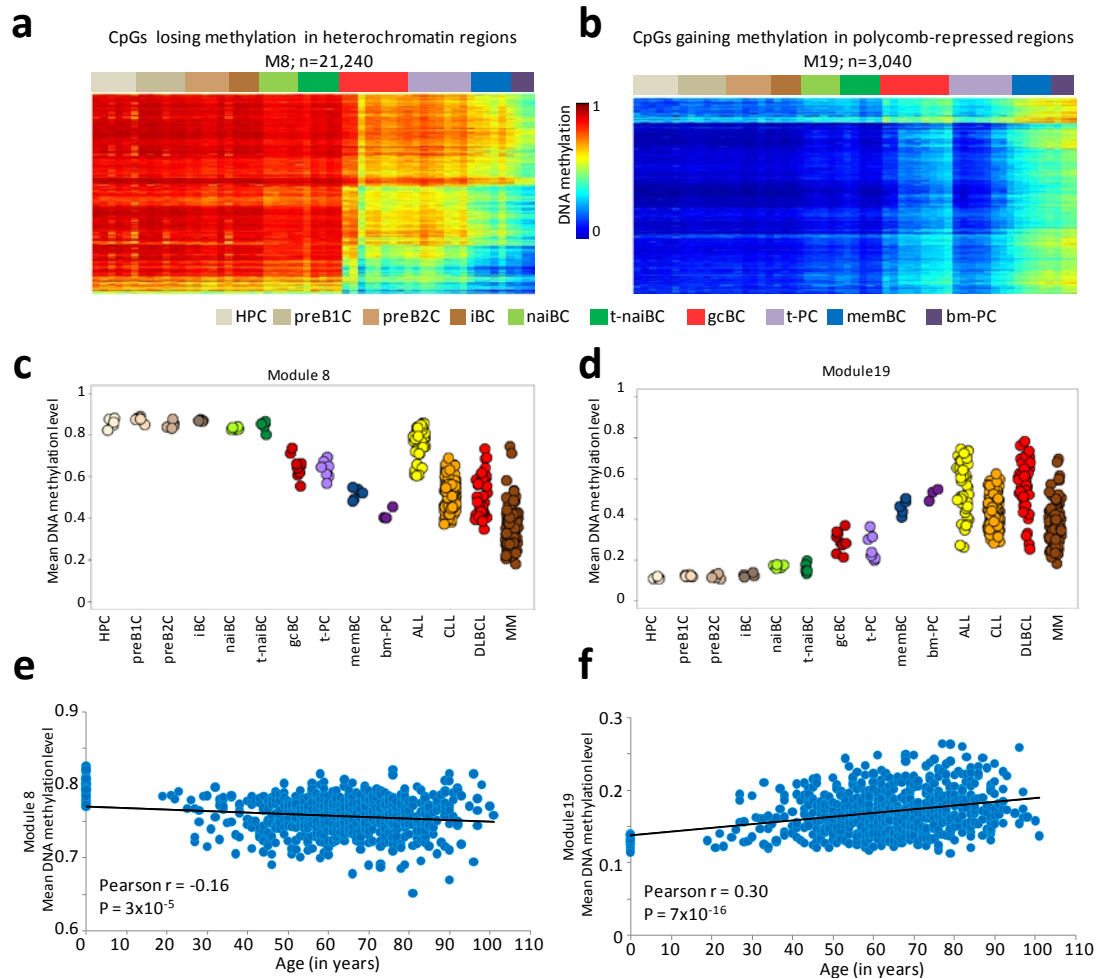 a
CpGs losing methylation in heterochromatin regions
M8; n=21,240
b
CpGs gaining methylation in polycomb-repressed regions
M19; n=3,040
DNA methylation
1
0
HPC preB1C preB2C iBC naiBC t-naiBC gcBC t-PC memBC bm-PC
c
Module 8
Mean DNA methylation level
1
0.8
0.6
0.4
0.2
0
HPC preB1C preB2C iBC naiBC t-naiBC gcBC t-PC memBC bm-PC ALL CLL DLBCL MM
d
Module19
Mean DNA methylation level
1
0.8
0.6
0.4
0.2
0
HPC preB1C preB2C iBC naiBC t-naiBC gcBC t-PC memBC bm-PC ALL CLL DLBCL MM
e
Module 8
Mean DNA methylation level
0.9
0.8
0.7
0.6
Pearson r = -0.16
P = 3x10⁻⁵
0 10 20 30 40 50 60 70 80 90 100 110
Age (in years)
f
Module19
Mean DNA methylation level
0.3
0.2
0.1
0
Pearson r = 0.30
P = 7x10⁻¹⁶
0 10 20 30 40 50 60 70 80 90 100 110
Age (in years)